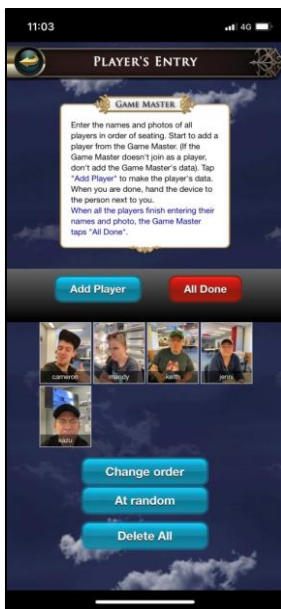 11:03
4G
PLAYER'S ENTRY
GAME MASTER
Enter the names and photos of all
players in order of seating. Start to add a
player from the Game Master. (If the
Game Master doesn't join as a player,
don't add the Game Master's data). Tap
"Add Player" to make the player's data.
When you are done, hand the device to
the person next to you.
When all the players finish entering their
names and photo, the Game Master
taps "All Done".
Add Player
All Done
cameron
mandy
keith
jenni
kazu
Change order
At random
Delete All